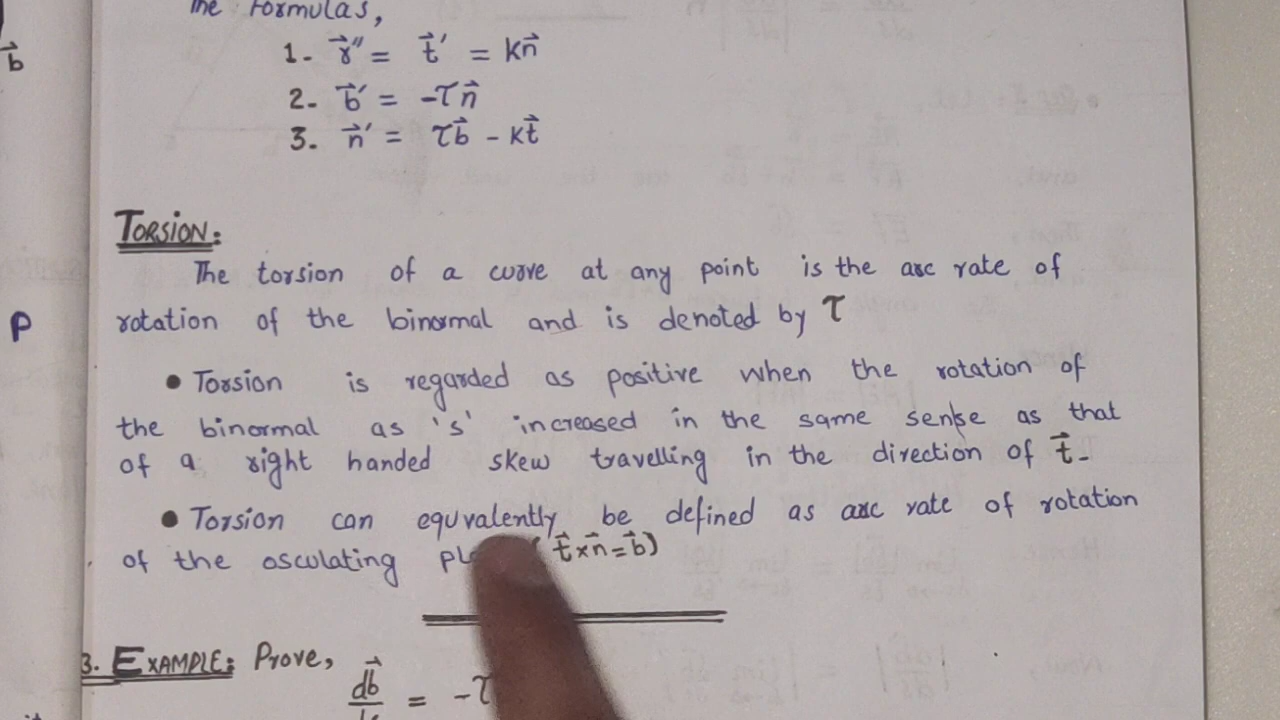 The Formulas,
1. r⃗″ = t⃗′ = Kn⃗
b⃗
2. b⃗′ = -τn⃗
3. n⃗′ = τb⃗ - Kt⃗
TORSION:
The torsion of a curve at any point is the arc rate of
P
rotation of the binormal and is denoted by τ
• Torsion is regarded as positive when the rotation of
the binormal as 's' increased in the same sense as that
of a right handed skew travelling in the direction of t⃗.
• Torsion can equvalently be defined as arc rate of rotation
of the osculating (t⃗×n⃗=b⃗)
3. EXAMPLE: Prove,
db⃗
= -τ